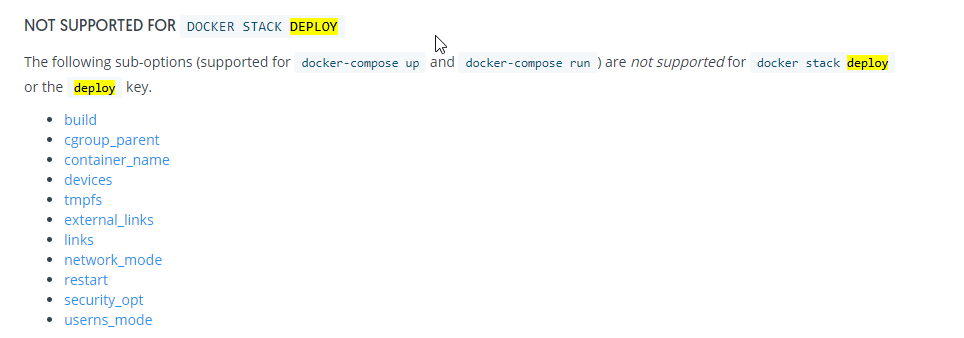 NOT SUPPORTED FOR DOCKER STACK DEPLOY
The following sub-options (supported for docker-compose up and docker-compose run ) are not supported for docker stack deploy
or the deploy key.
build
cgroup_parent
container_name
devices
tmpfs
external_links
links
network_mode
restart
security_opt
userns_mode